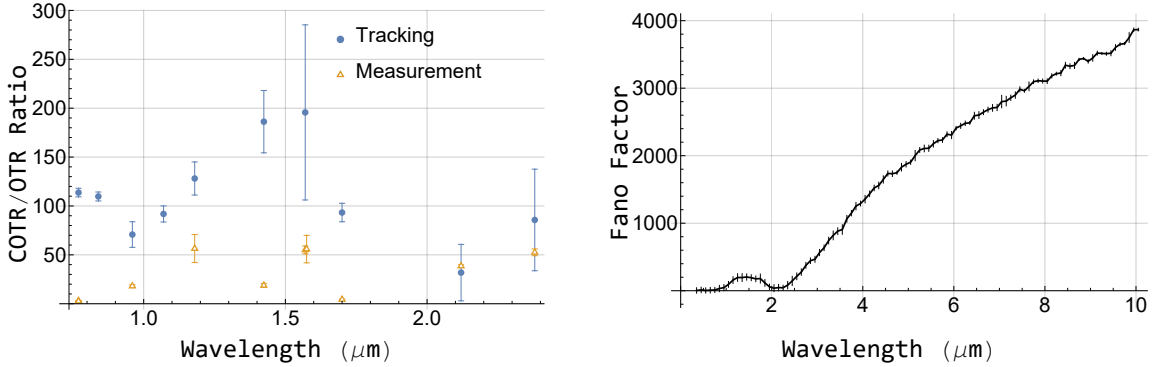 COTR/OTR Ratio
300
250
200
150
100
50
Tracking
Measurement
1.0 1.5 2.0
Wavelength (μm)
Fano Factor
4000
3000
2000
1000
2 4 6 8 10
Wavelength (μm)